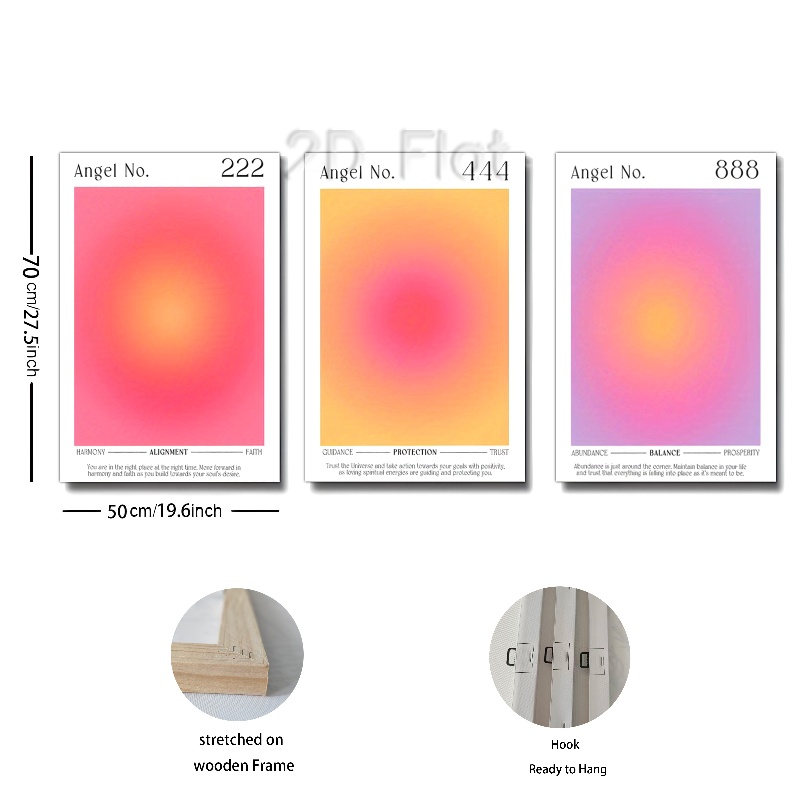 2D Flat
Angel No. 222
HARMONY ALIGNMENT FAITH
You are in the right place at the right time. Move forward in
harmony and faith as you build towards your soul's desire.
Angel No. 444
GUIDANCE PROTECTION TRUST
Trust the Universe and take action towards your goals with positivity,
as loving spiritual energies are guiding and protecting you.
Angel No. 888
ABUNDANCE BALANCE PROSPERITY
Abundance is just around the corner. Maintain balance in your life
and trust that everything is falling into place as it's meant to be.
70 cm/27.5inch
50cm/19.6inch
stretched on
wooden Frame
Hook
Ready to Hang